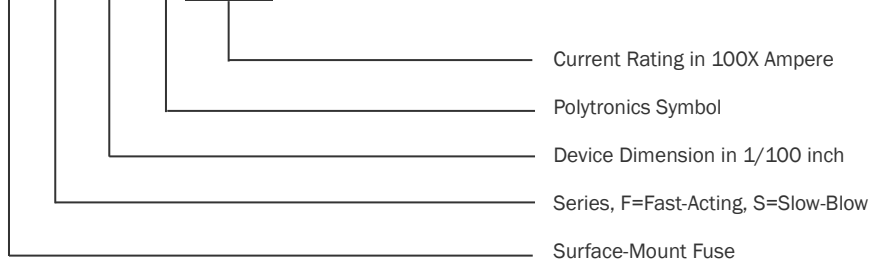 Current Rating in 100X Ampere
Polytronics Symbol
Device Dimension in 1/100 inch
Series, F=Fast-Acting, S=Slow-Blow
Surface-Mount Fuse